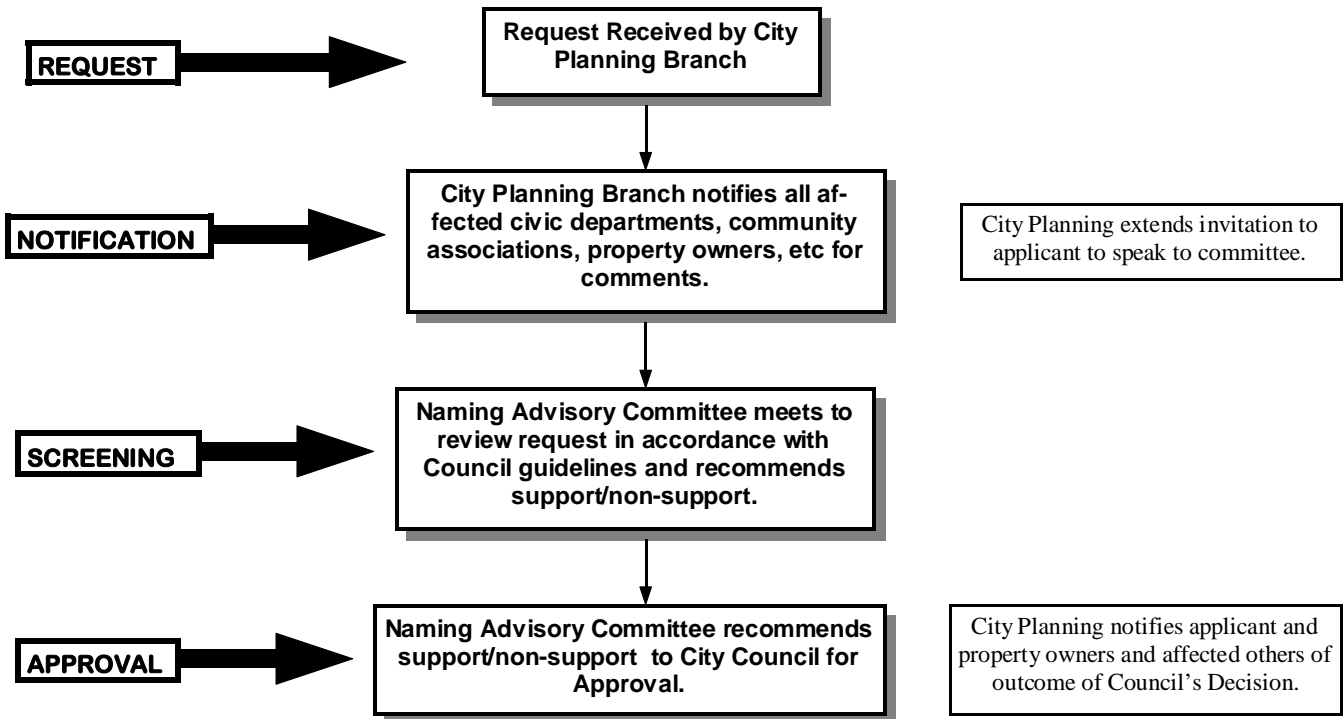 REQUEST
Request Received by City
Planning Branch
NOTIFICATION
City Planning Branch notifies all af-
fected civic departments, community
associations, property owners, etc for
comments.
City Planning extends invitation to
applicant to speak to committee.
SCREENING
Naming Advisory Committee meets to
review request in accordance with
Council guidelines and recommends
support/non-support.
APPROVAL
Naming Advisory Committee recommends
support/non-support to City Council for
Approval.
City Planning notifies applicant and
property owners and affected others of
outcome of Council’s Decision.